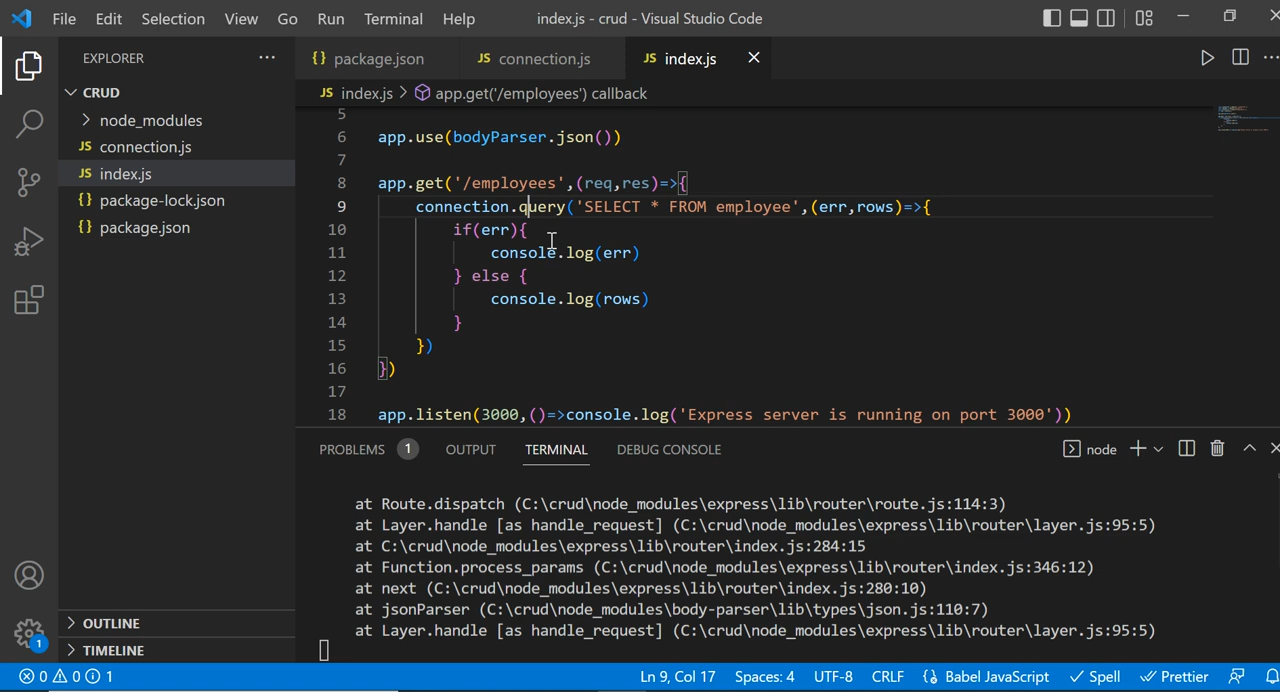 File Edit Selection View Go Run Terminal Help index.js - crud - Visual Studio Code
EXPLORER
{} package.json JS connection.js JS index.js
CRUD
JS index.js > app.get('/employees') callback
node_modules
JS connection.js
JS index.js
{} package-lock.json
{} package.json
5
6 app.use(bodyParser.json())
7
8 app.get('/employees',(req,res)=>{
9 connection.query('SELECT * FROM employee',(err,rows)=>{
10 if(err){
11 console.log(err)
12 } else {
13 console.log(rows)
14 }
15 })
16 })
17
18 app.listen(3000,()=>console.log('Express server is running on port 3000'))
PROBLEMS 1 OUTPUT TERMINAL DEBUG CONSOLE node
at Route.dispatch (C:\crud\node_modules\express\lib\router\route.js:114:3)
at Layer.handle [as handle_request] (C:\crud\node_modules\express\lib\router\layer.js:95:5)
at C:\crud\node_modules\express\lib\router\index.js:284:15
at Function.process_params (C:\crud\node_modules\express\lib\router\index.js:346:12)
at next (C:\crud\node_modules\express\lib\router\index.js:280:10)
at jsonParser (C:\crud\node_modules\body-parser\lib\types\json.js:110:7)
at Layer.handle [as handle_request] (C:\crud\node_modules\express\lib\router\layer.js:95:5)
OUTLINE
TIMELINE
1
0 0 1 Ln 9, Col 17 Spaces: 4 UTF-8 CRLF {} Babel JavaScript Spell Prettier